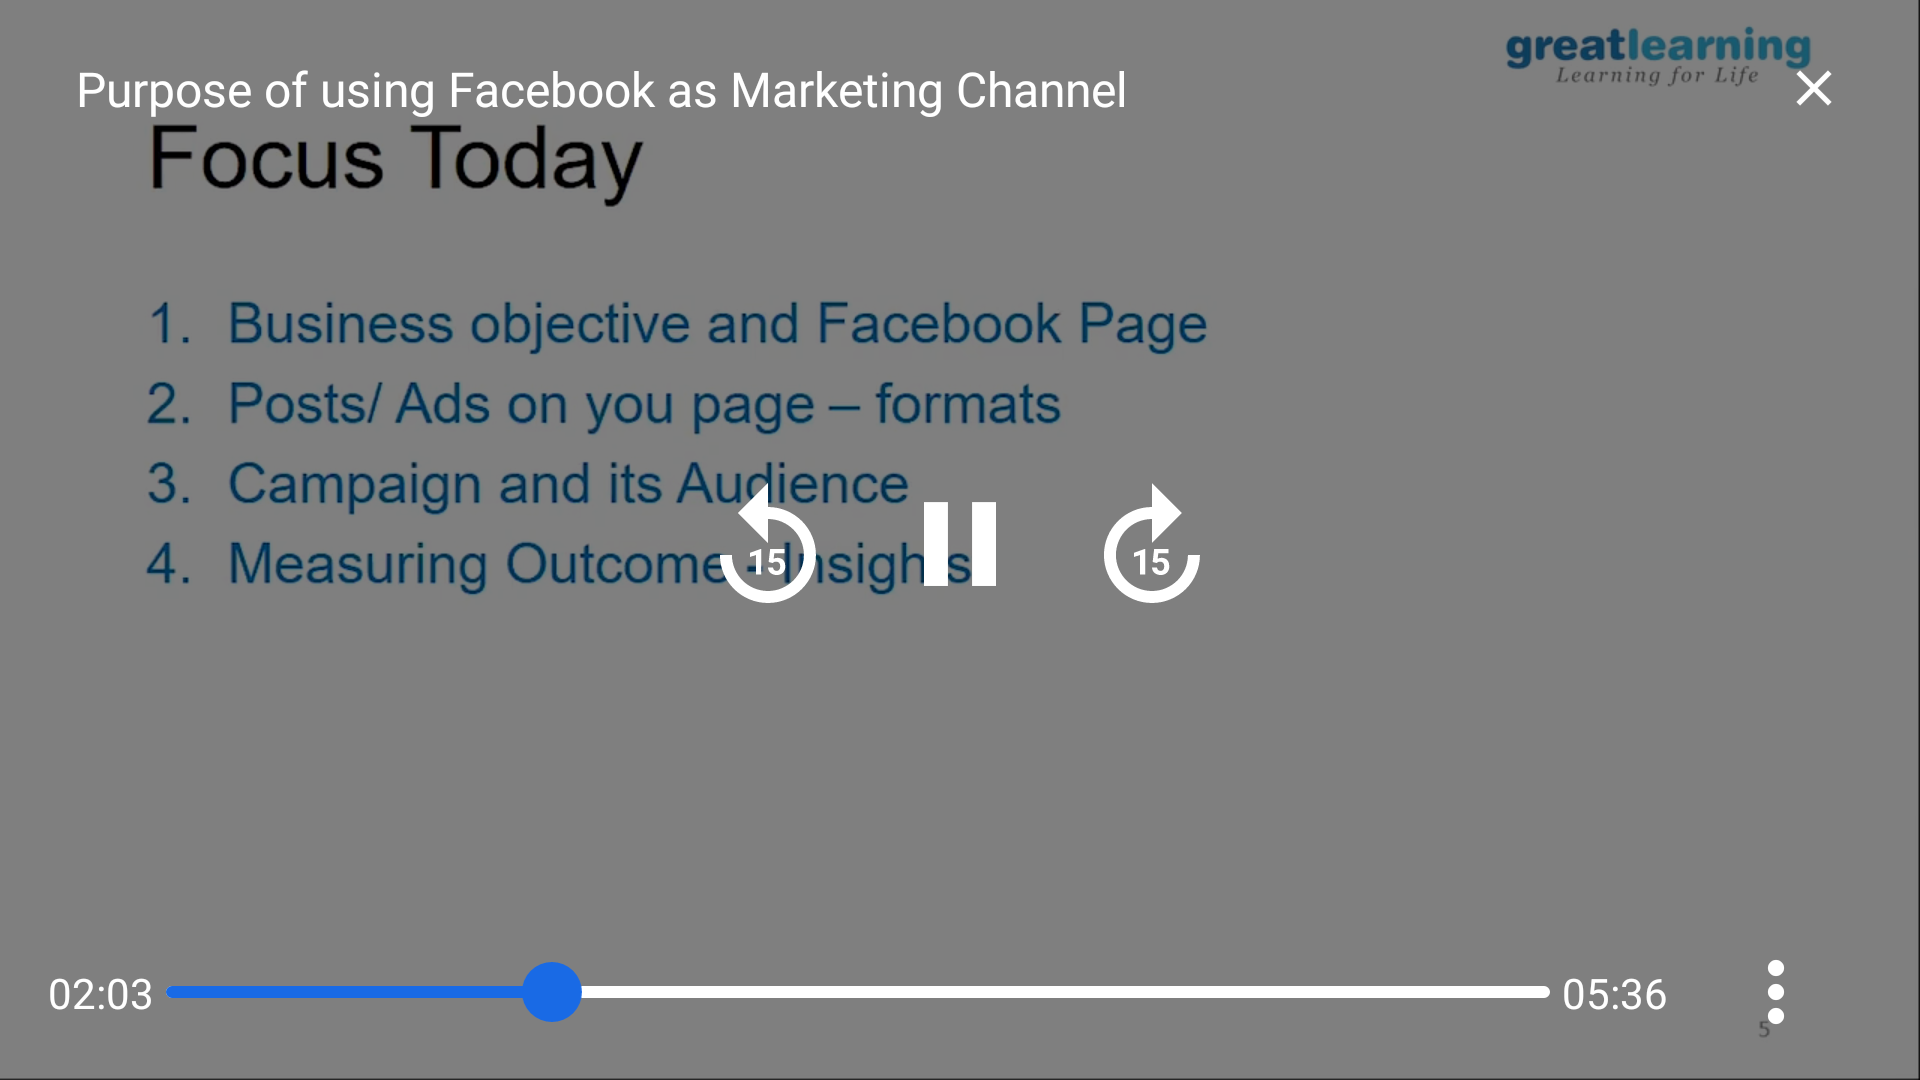 greatlearning
Learning for Life
Purpose of using Facebook as Marketing Channel
Focus Today
1. Business objective and Facebook Page
2. Posts/ Ads on you page – formats
3. Campaign and its Audience
4. Measuring Outcome - Insights
15
15
02:03
05:36
5